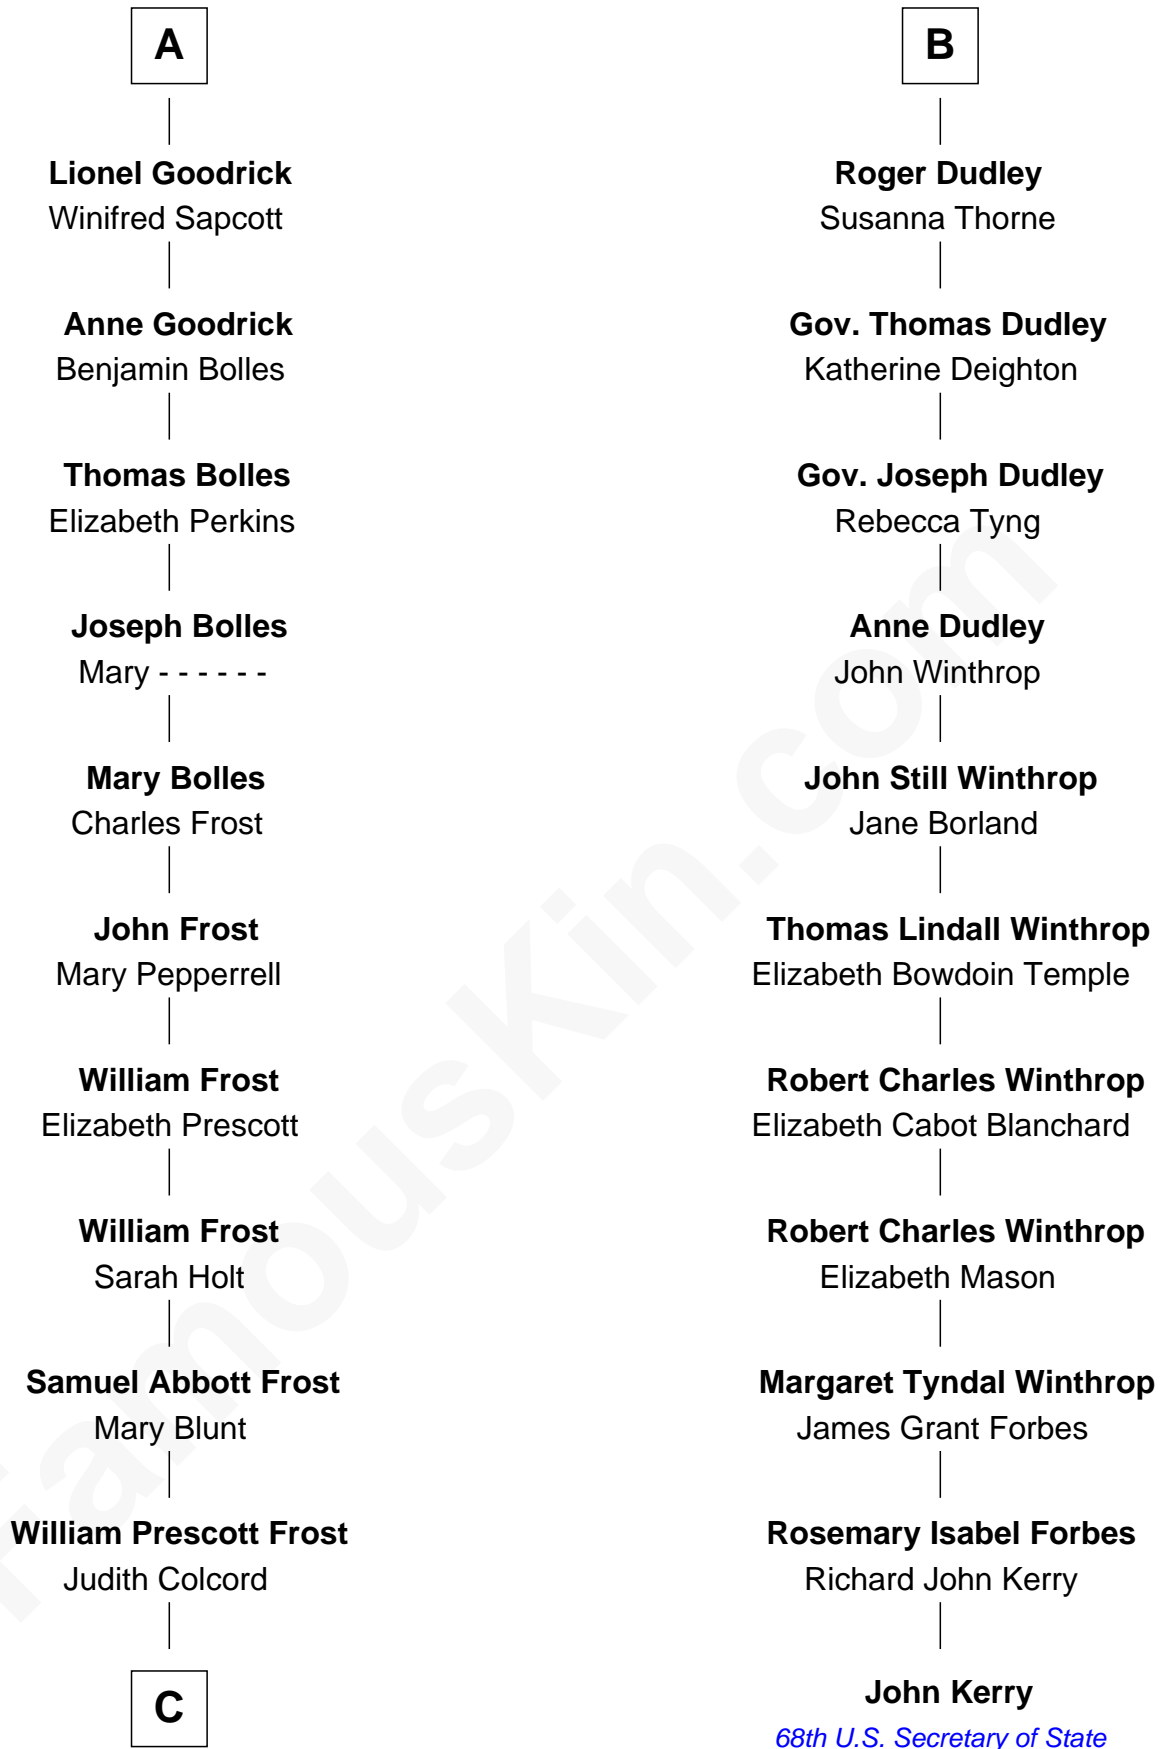 A
Lionel Goodrick
Winifred Sapcott
Anne Goodrick
Benjamin Bolles
Thomas Bolles
Elizabeth Perkins
Joseph Bolles
Mary - - - - - -
Mary Bolles
Charles Frost
John Frost
Mary Pepperrell
William Frost
Elizabeth Prescott
William Frost
Sarah Holt
Samuel Abbott Frost
Mary Blunt
William Prescott Frost
Judith Colcord
C
B
Roger Dudley
Susanna Thorne
Gov. Thomas Dudley
Katherine Deighton
Gov. Joseph Dudley
Rebecca Tyng
Anne Dudley
John Winthrop
John Still Winthrop
Jane Borland
Thomas Lindall Winthrop
Elizabeth Bowdoin Temple
Robert Charles Winthrop
Elizabeth Cabot Blanchard
Robert Charles Winthrop
Elizabeth Mason
Margaret Tyndal Winthrop
James Grant Forbes
Rosemary Isabel Forbes
Richard John Kerry
John Kerry
68th U.S. Secretary of State
FamousKin.com